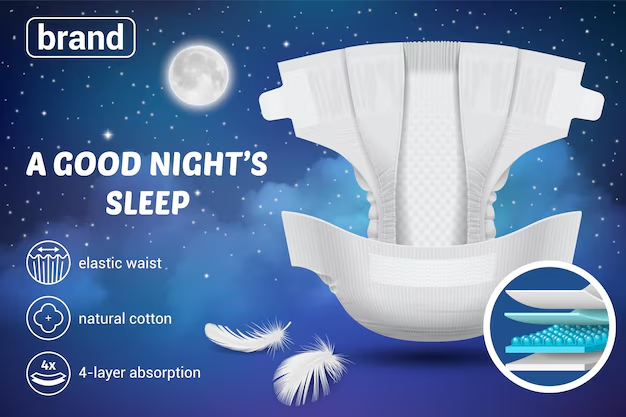 brand
A GOOD NIGHT'S
SLEEP
elastic waist
natural cotton
4x
4-layer absorption